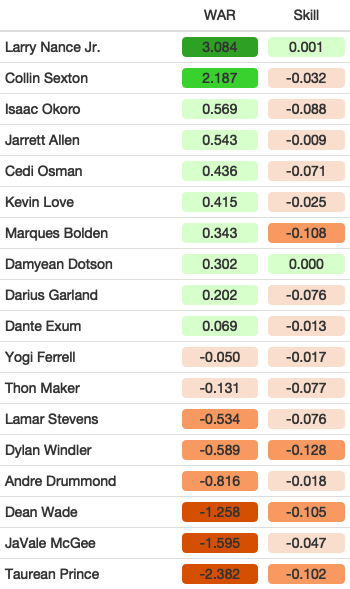 WAR Skill
Larry Nance Jr. 3.084 0.001
Collin Sexton 2.187 -0.032
Isaac Okoro 0.569 -0.088
Jarrett Allen 0.543 -0.009
Cedi Osman 0.436 -0.071
Kevin Love 0.415 -0.025
Marques Bolden 0.343 -0.108
Damyean Dotson 0.302 0.000
Darius Garland 0.202 -0.076
Dante Exum 0.069 -0.013
Yogi Ferrell -0.050 -0.017
Thon Maker -0.131 -0.077
Lamar Stevens -0.534 -0.076
Dylan Windler -0.589 -0.128
Andre Drummond -0.816 -0.018
Dean Wade -1.258 -0.105
JaVale McGee -1.595 -0.047
Taurean Prince -2.382 -0.102